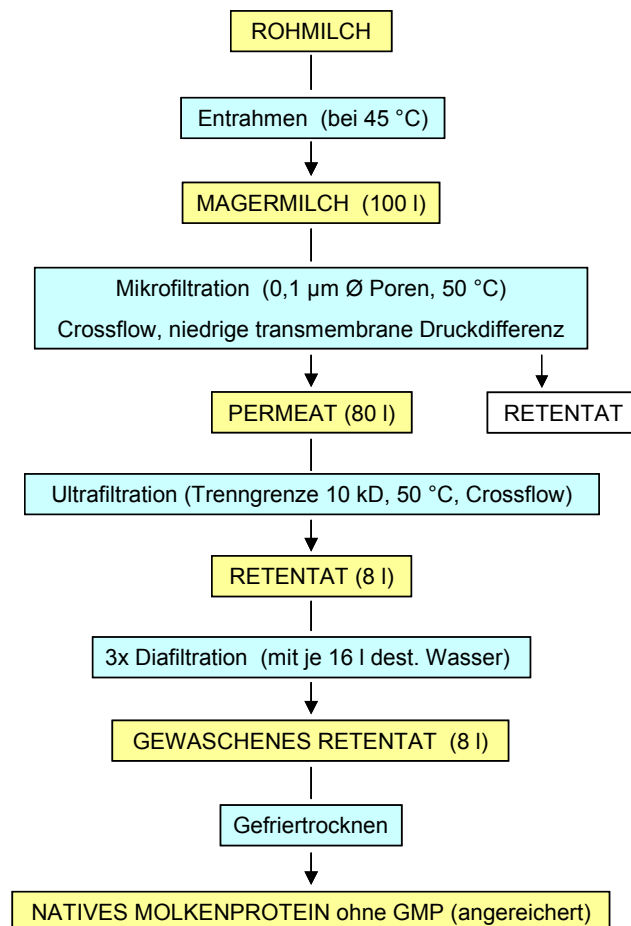 ROHMILCH
Entrahmen (bei 45 °C)
MAGERMILCH (100 l)
Mikrofiltration (0,1 µm Ø Poren, 50 °C)
Crossflow, niedrige transmembrane Druckdifferenz
PERMEAT (80 l)
RETENTAT
Ultrafiltration (Trenngrenze 10 kD, 50 °C, Crossflow)
RETENTAT (8 l)
3x Diafiltration (mit je 16 l dest. Wasser)
GEWASCHENES RETENTAT (8 l)
Gefriertrocknen
NATIVES MOLKENPROTEIN ohne GMP (angereichert)